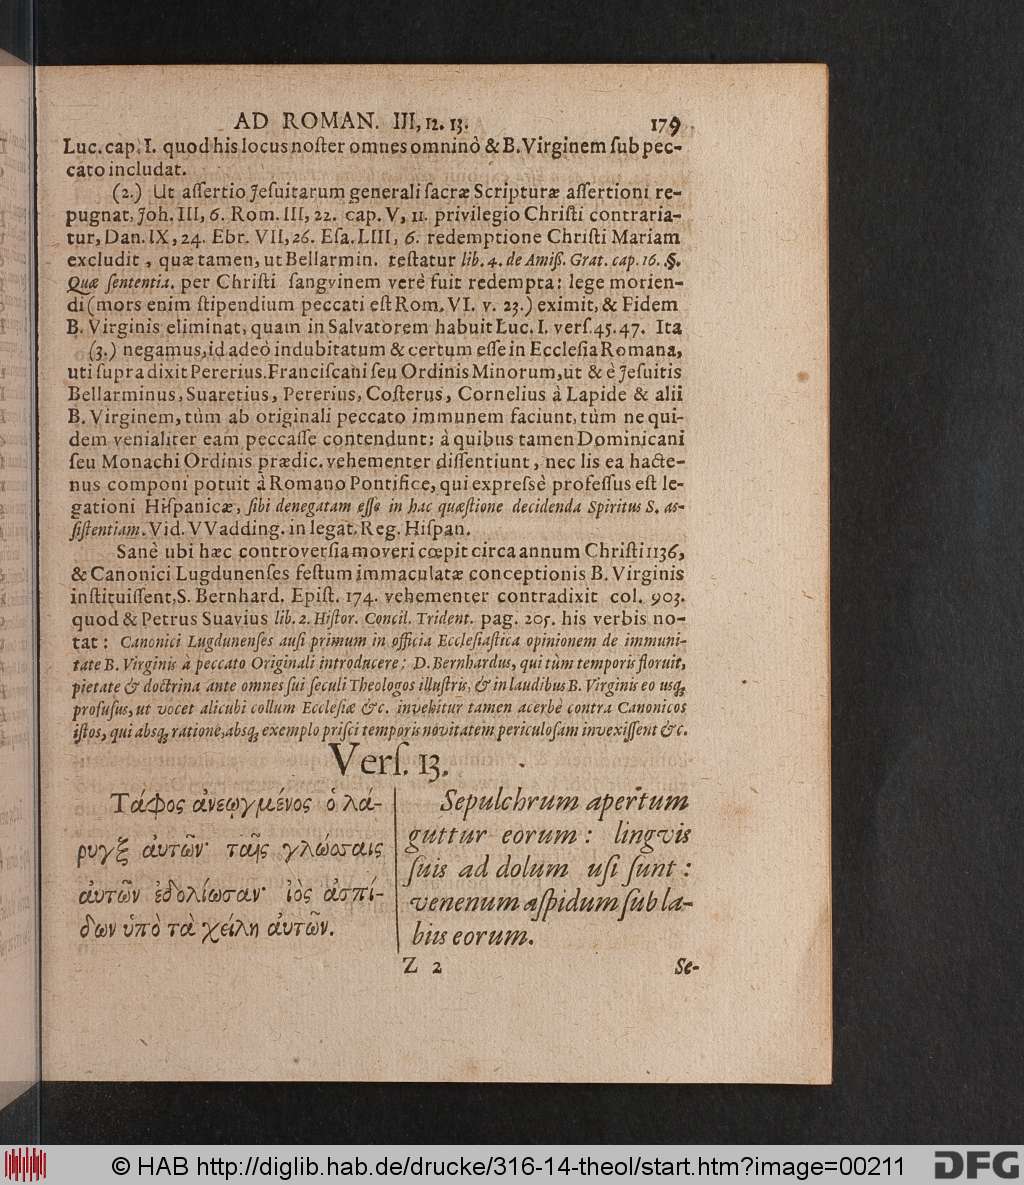 AD ROMAN. III, 12. 13. 179
Luc. cap. I. quod his locus noſter omnes omninò & B. Virginem ſub pec-
cato includat.
(2.) Ut aſſertio Jeſuitarum generali ſacræ Scripturæ aſſertioni re-
pugnat, Joh. III, 6. Rom. III, 22. cap. V, 11. privilegio Chriſti contraria-
tur, Dan. IX, 24. Ebr. VII, 26. Eſa. LIII, 6. redemptione Chriſti Mariam
excludit, quæ tamen, ut Bellarmin. teſtatur lib. 4. de Amiß. Grat. cap. 16. §.
Quæ ſententia. per Chriſti ſangvinem verè fuit redempta: lege morien-
di (mors enim ſtipendium peccati eſt Rom. VI. v. 23.) eximit, & Fidem
B. Virginis eliminat, quam in Salvatorem habuit Luc. I. verſ. 45. 47. Ita
(3.) negamus, id adeò indubitatum & certum eſſe in Eccleſia Romana,
uti ſupra dixit Pererius. Franciſcani ſeu Ordinis Minorum, ut & è Jeſuitis
Bellarminus, Suaretius, Pererius, Coſterus, Cornelius à Lapide & alii
B. Virginem, tùm ab originali peccato immunem faciunt, tùm ne qui-
dem venialiter eam peccaſſe contendunt: à quibus tamen Dominicani
ſeu Monachi Ordinis prædic. vehementer diſſentiunt, nec lis ea hacte-
nus componi potuit à Romano Pontifice, qui expreſsè profeſſus eſt le-
gationi Hiſpanicæ, ſibi denegatam eſſe in hac quæſtione decidenda Spiritus S. as-
ſiſtentiam. Vid. VVadding. in legat. Reg. Hiſpan.
Sanè ubi hæc controverſia moveri cœpit circa annum Chriſti 1136,
& Canonici Lugdunenſes feſtum immaculatæ conceptionis B. Virginis
inſtituiſſent, S. Bernhard. Epiſt. 174. vehementer contradixit col. 903.
quod & Petrus Suavius lib. 2. Hiſtor. Concil. Trident. pag. 205. his verbis no-
tat: Canonici Lugdunenſes auſi primum in officia Eccleſiaſtica opinionem de immuni-
tate B. Virginis à peccato Originali introducere; D. Bernhardus, qui tùm temporis floruit,
pietate & doctrina ante omnes ſui ſeculi Theologos illuſtris, & in laudibus B. Virginis eo usq́;
profuſus, ut vocet alicubi collum Eccleſiæ &c. invehitur tamen acerbè contra Canonicos
iſtos, qui absq́; ratione, absq́; exemplo priſci temporis novitatem periculoſam invexiſſent &c.
Verſ. 13.
Τάφος ἀνεῳγμένος ὁ λά-
ρυγξ ἀυτῶν· ταῖς γλώσσαις
ἀυτῶν ἐδολίωσαν· ἰὸς ἀσπί-
δων ὑπὸ τὰ χείλη ἀυτῶν.
Sepulchrum apertum
guttur eorum: lingvis
ſuis ad dolum uſi ſunt:
venenum aſpidum ſub la-
biis eorum.
Z 2 Se-
© HAB http://diglib.hab.de/drucke/316-14-theol/start.htm?image=00211 DFG